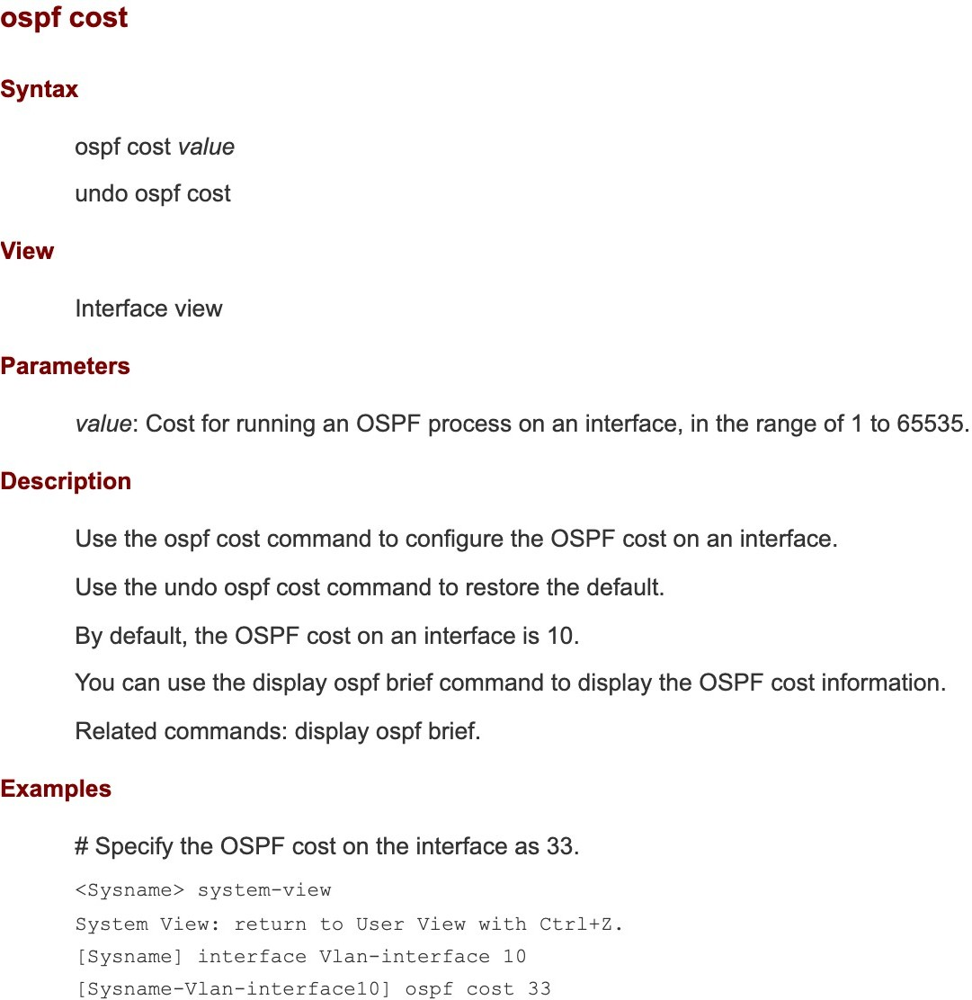 ospf cost
Syntax
ospf cost value
undo ospf cost
View
Interface view
Parameters
value: Cost for running an OSPF process on an interface, in the range of 1 to 65535.
Description
Use the ospf cost command to configure the OSPF cost on an interface.
Use the undo ospf cost command to restore the default.
By default, the OSPF cost on an interface is 10.
You can use the display ospf brief command to display the OSPF cost information.
Related commands: display ospf brief.
Examples
# Specify the OSPF cost on the interface as 33.
<Sysname> system-view
System View: return to User View with Ctrl+Z.
[Sysname] interface Vlan-interface 10
[Sysname-Vlan-interface10] ospf cost 33